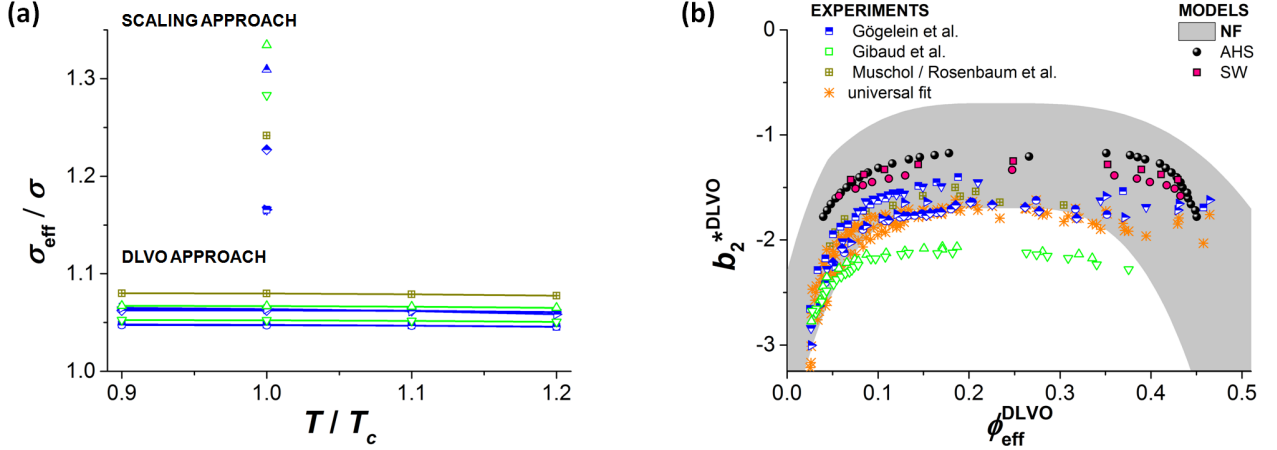 (a)
SCALING APPROACH
DLVO APPROACH
σeff / σ
1.3
1.2
1.1
1.0
0.9 1.0 1.1 1.2
T / Tc
(b)
EXPERIMENTS
Gögelein et al.
Gibaud et al.
Muschol / Rosenbaum et al.
universal fit
MODELS
NF
AHS
SW
b2*DLVO
0
-1
-2
-3
0.0 0.1 0.2 0.3 0.4 0.5
ϕeffDLVO